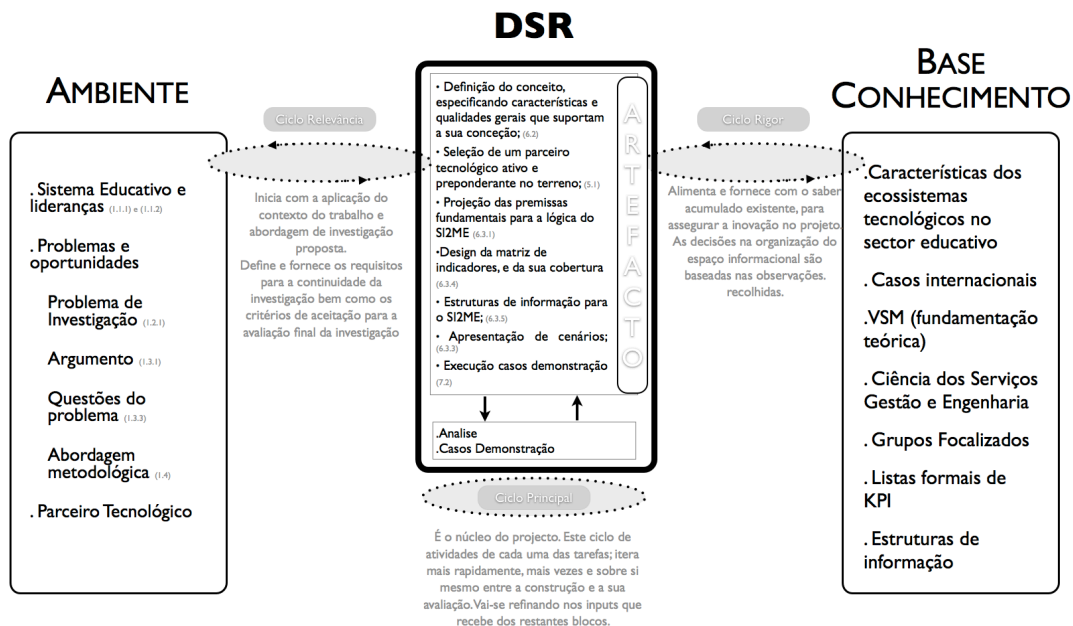 DSR
AMBIENTE
. Sistema Educativo e
lideranças (1.1.1) e (1.1.2)
. Problemas e
oportunidades
Problema de
Investigação (1.2.1)
Argumento (1.3.1)
Questões do
problema (1.3.3)
Abordagem
metodológica (1.4)
. Parceiro Tecnológico
Ciclo Relevância
Inicia com a aplicação do
contexto do trabalho e
abordagem de investigação
proposta.
Define e fornece os requisitos
para a continuidade da
investigação bem como os
critérios de aceitação para a
avaliação final da investigação
• Definição do conceito,
especificando características e
qualidades gerais que suportam
a sua conceção; (6.2)
• Seleção de um parceiro
tecnológico ativo e
preponderante no terreno; (5.1)
• Projeção das premissas
fundamentais para a lógica do
SI2ME (6.3.1)
•Design da matriz de
indicadores, e da sua cobertura
(6.3.4)
• Estruturas de informação para
o SI2ME; (6.3.5)
• Apresentação de cenários;
(6.3.3)
• Execução casos demonstração
(7.2)
ARTEFACTO
.Analise
.Casos Demonstração
Ciclo Principal
É o núcleo do projecto. Este ciclo de
atividades de cada uma das tarefas; itera
mais rapidamente, mais vezes e sobre si
mesmo entre a construção e a sua
avaliação. Vai-se refinando nos inputs que
recebe dos restantes blocos.
Ciclo Rigor
Alimenta e fornece com o saber
acumulado existente, para
assegurar a inovação no projeto.
As decisões na organização do
espaço informacional são
baseadas nas observações.
recolhidas.
BASE
CONHECIMENTO
.Características dos
ecossistemas
tecnológicos no
sector educativo
. Casos internacionais
.VSM (fundamentação
teórica)
. Ciência dos Serviços
Gestão e Engenharia
. Grupos Focalizados
. Listas formais de
KPI
. Estruturas de
informação